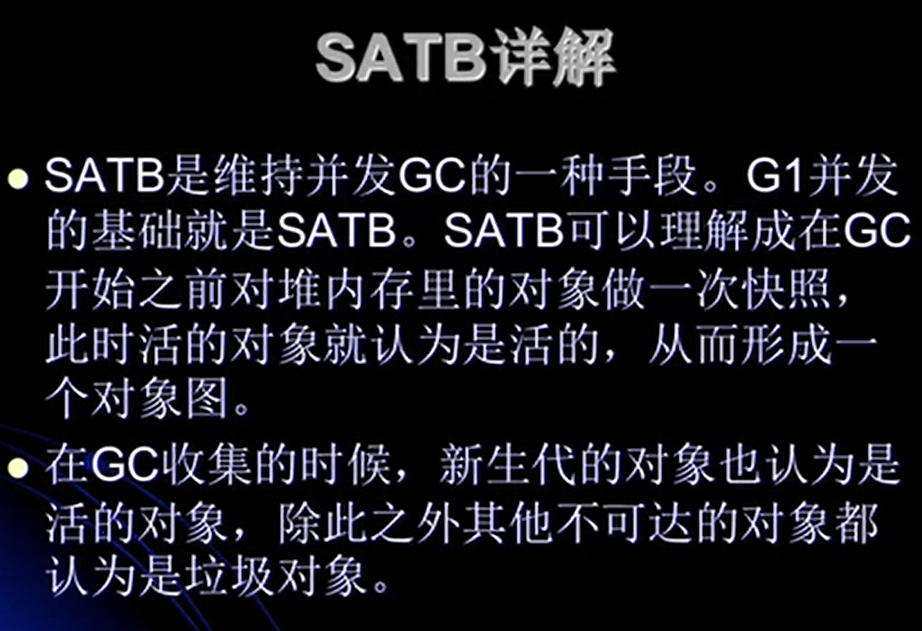 SATB详解
SATB是维持并发GC的一种手段。G1并发
的基础就是SATB。SATB可以理解成在GC
开始之前对堆内存里的对象做一次快照，
此时活的对象就认为是活的，从而形成一
个对象图。
在GC收集的时候，新生代的对象也认为是
活的对象，除此之外其他不可达的对象都
认为是垃圾对象。